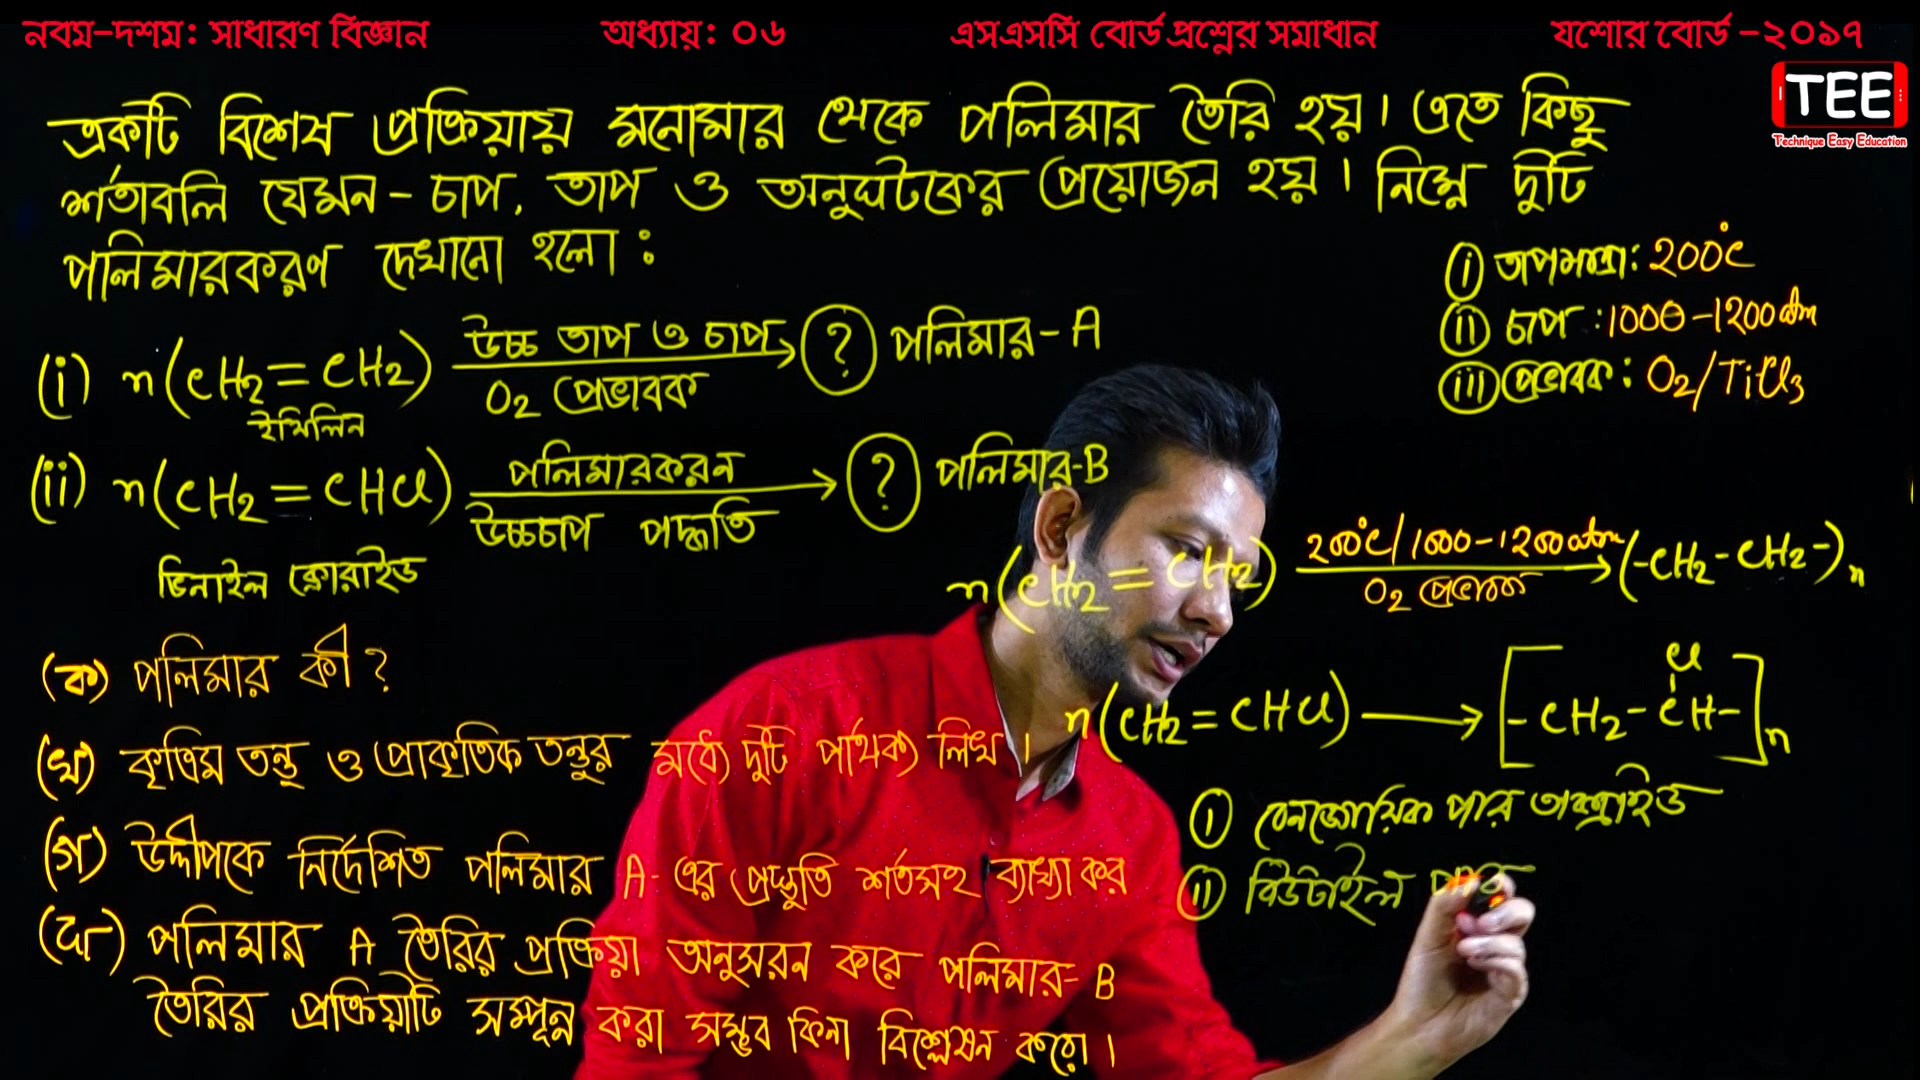 নবম-দশম: সাধারণ বিজ্ঞান অধ্যায়: ০৬ এসএসসি বোর্ড প্রশ্নের সমাধান যশোর বোর্ড -২০১৭
TEE
Technique Easy Education
একটি বিশেষ প্রক্রিয়ায় মনোমার থেকে পলিমার তৈরি হয়। এতে কিছু
শর্তাবলি যেমন - চাপ, তাপ ও অনুঘটকের প্রয়োজন হয়। নিম্নে দুটি
পলিমারকরণ দেখানো হলো :
(i) n(CH2=CH2) উচ্চ তাপ ও চাপ → ? পলিমার - A
O2 প্রভাবক
ইথিলিন
(ii) n(CH2=CHCl) পলিমারকরন → ? পলিমার-B
উচ্চচাপ পদ্ধতি
ভিনাইল ক্লোরাইড
(ক) পলিমার কী ?
(খ) কৃত্রিম তন্তু ও প্রাকৃতিক তন্তুর মধ্যে দুটি পার্থক্য লিখ।
(গ) উদ্দীপকে নির্দেশিত পলিমার A- এর প্রস্তুতি শর্তসহ ব্যাখ্যা কর
(ঘ) পলিমার A তৈরির প্রক্রিয়া অনুসরন করে পলিমার- B
তৈরির প্রক্রিয়াটি সম্পূন্ন করা সম্ভব কিনা বিশ্লেষন করো।
(i) তাপমাত্রা: 200°C
(ii) চাপ : 1000-1200 atm
(iii) প্রভাবক : O2/TiCl3
n(CH2=CH2) 200°C/1000-1200 atm → (-CH2-CH2-)n
O2 প্রভাবক
n(CH2=CHCl) → [-CH2-CH-]n
Cl
(i) বেনজোয়িক পার অক্সাইড
(ii) বিউটাইল পার